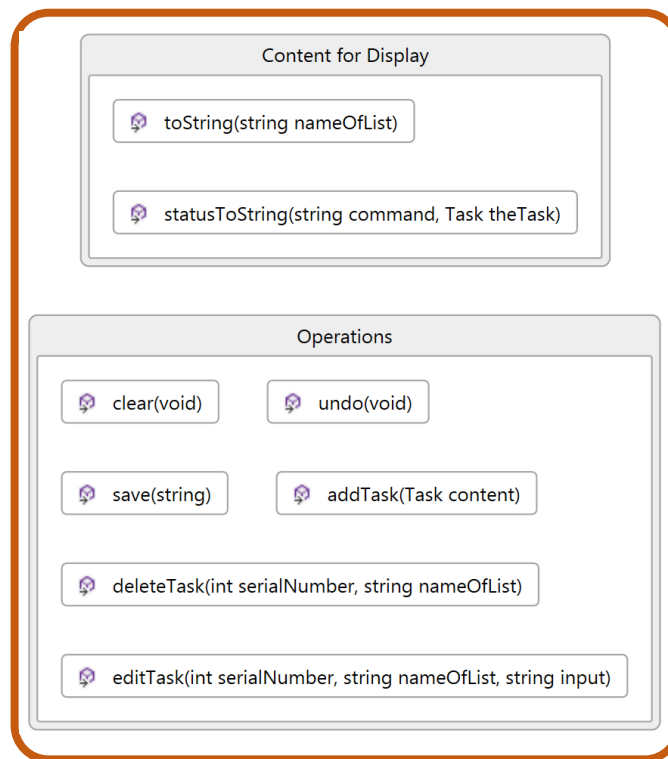 Content for Display
toString(string nameOfList)
statusToString(string command, Task theTask)
Operations
clear(void)
undo(void)
save(string)
addTask(Task content)
deleteTask(int serialNumber, string nameOfList)
editTask(int serialNumber, string nameOfList, string input)